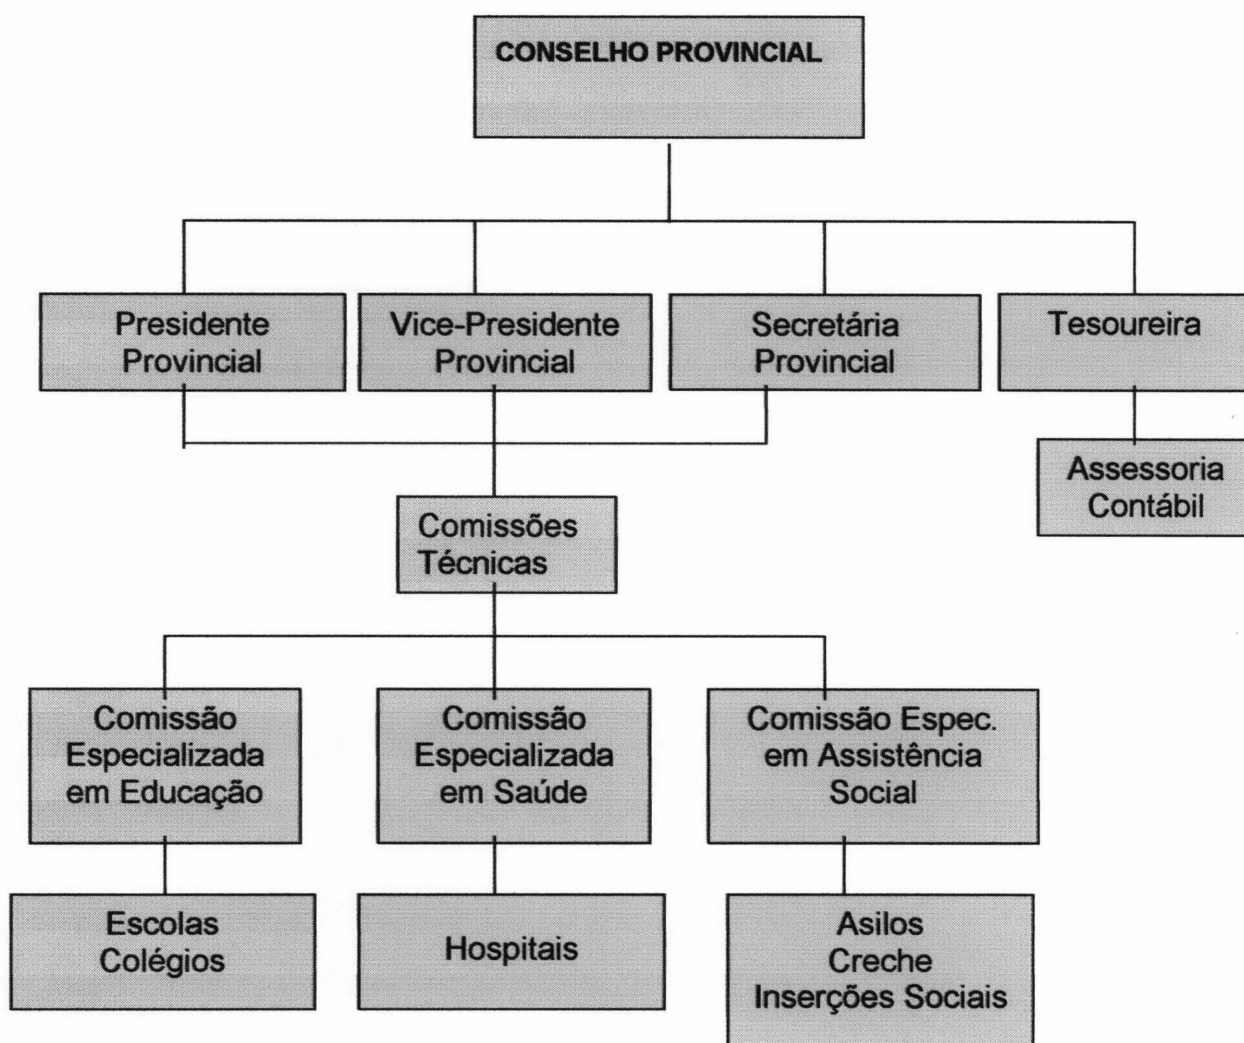 CONSELHO PROVINCIAL
Presidente
Provincial
Vice-Presidente
Provincial
Secretária
Provincial
Tesoureira
Assessoria
Contábil
Comissões
Técnicas
Comissão
Especializada
em Educação
Comissão
Especializada
em Saúde
Comissão Espec.
em Assistência
Social
Escolas
Colégios
Hospitais
Asilos
Creche
Inserções Sociais